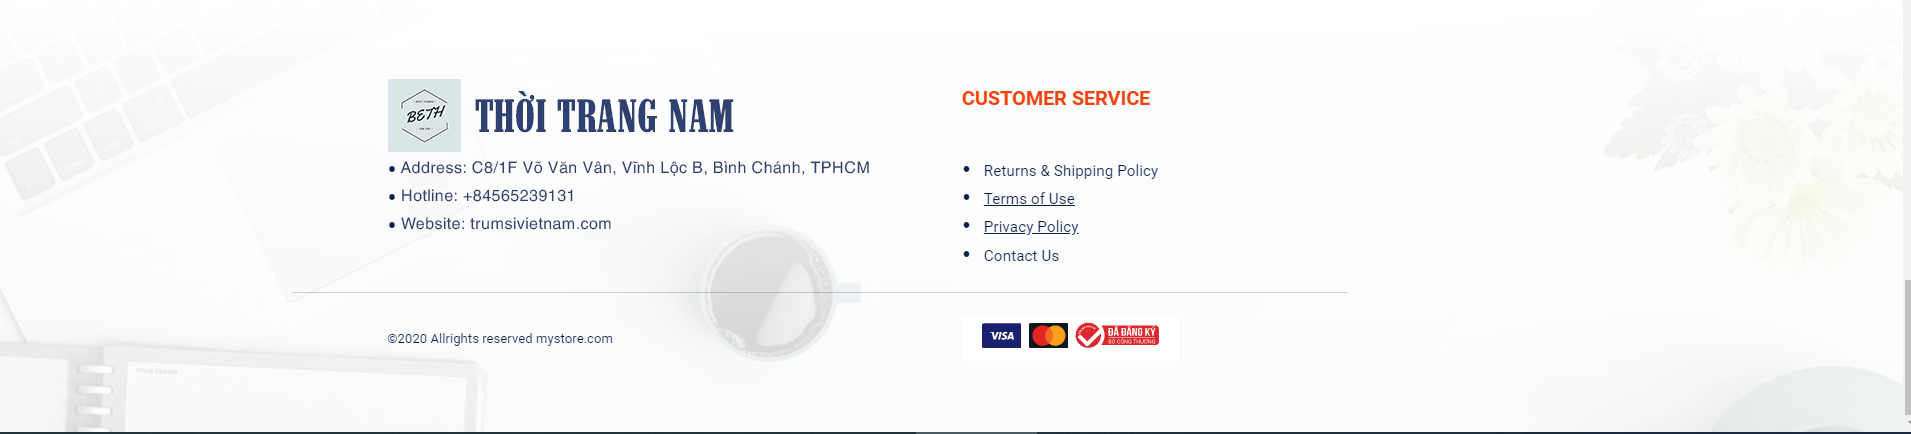 BETH
THỜI TRANG NAM
• Address: C8/1F Võ Văn Vân, Vĩnh Lộc B, Bình Chánh, TPHCM
• Hotline: +84565239131
• Website: trumsivietnam.com
CUSTOMER SERVICE
• Returns & Shipping Policy
• Terms of Use
• Privacy Policy
• Contact Us
©2020 Allrights reserved mystore.com
VISA
ĐÃ ĐĂNG KÝ
BỘ CÔNG THƯƠNG
YOUR DESIGN